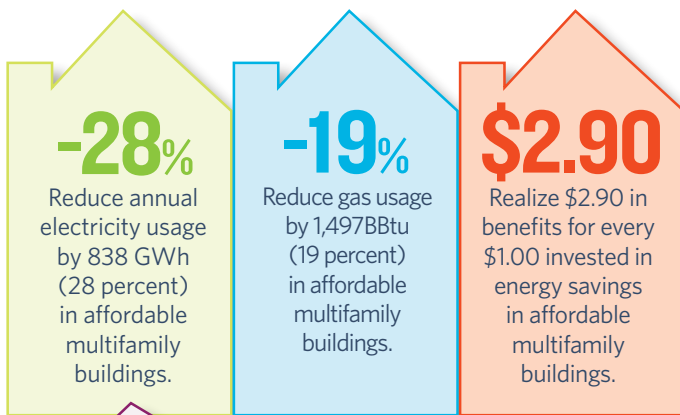 -28%
Reduce annual
electricity usage
by 838 GWh
(28 percent)
in affordable
multifamily
buildings.
-19%
Reduce gas usage
by 1,497BBtu
(19 percent)
in affordable
multifamily
buildings.
$2.90
Realize $2.90 in
benefits for every
$1.00 invested in
energy savings
in affordable
multifamily
buildings.